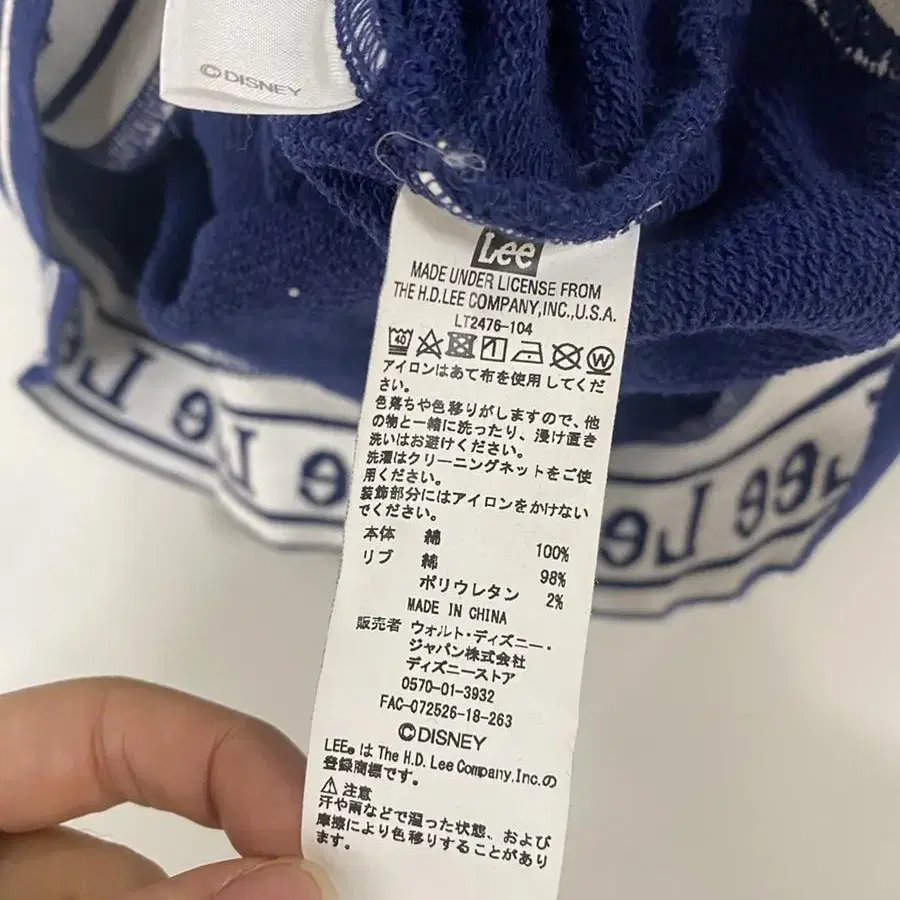 ©DISNEY
Lee
MADE UNDER LICENSE FROM
THE H.D.LEE COMPANY,INC.,U.S.A.
LT2476-104
40
W
アイロンはあて布を使用してくだ
さい。
色落ちや色移りがしますので、他
の物と一緒に洗ったり、浸け置き
洗いはお避けください。
洗濯はクリーニングネットをご使
用ください。
装飾部分にはアイロンをかけない
でください。
本体 綿 100%
リブ 綿 98%
ポリウレタン 2%
MADE IN CHINA
販売者 ウォルト・ディズニー・
ジャパン株式会社
ディズニーストア
0570-01-3932
FAC-072526-18-263
©DISNEY
LEE®は The H.D. Lee Company,Inc.の
登録商標です。
⚠ 注意
汗や雨などで湿った状態、および
摩擦により色移りすることがあり
ます。
Lee Lee Lee
Lee Lee